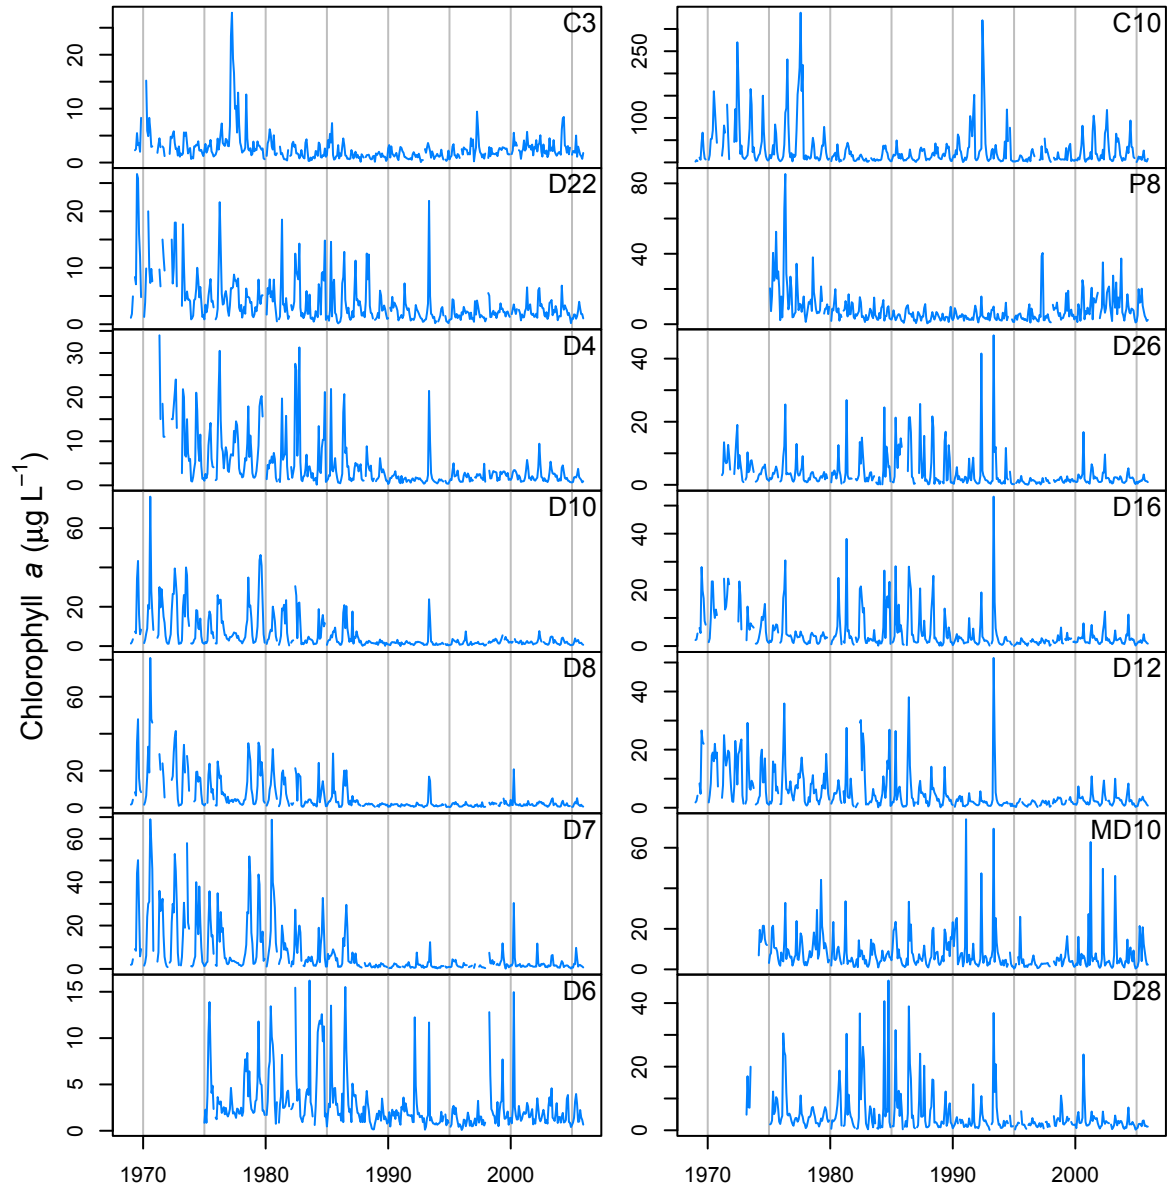 Chlorophyll a (μg L⁻¹)
C3
0 10 20
D22
0 10 20
D4
0 10 20 30
D10
0 20 60
D8
0 20 60
D7
0 20 40 60
D6
0 5 10 15
1970 1980 1990 2000
C10
100 250
P8
0 40 80
D26
0 20 40
D16
0 20 40
D12
0 20 40
MD10
0 20 60
D28
0 20 40
1970 1980 1990 2000